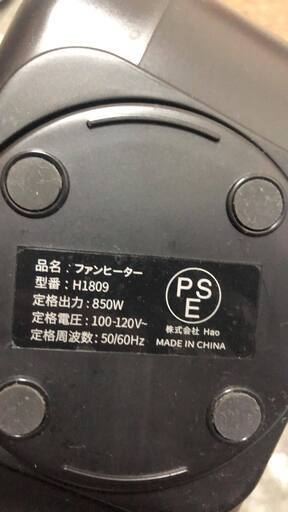 品名：ファンヒーター
型番：H1809
定格出力：850W
定格電圧：100-120V~
定格周波数：50/60Hz
PSE
株式会社 Hao
MADE IN CHINA